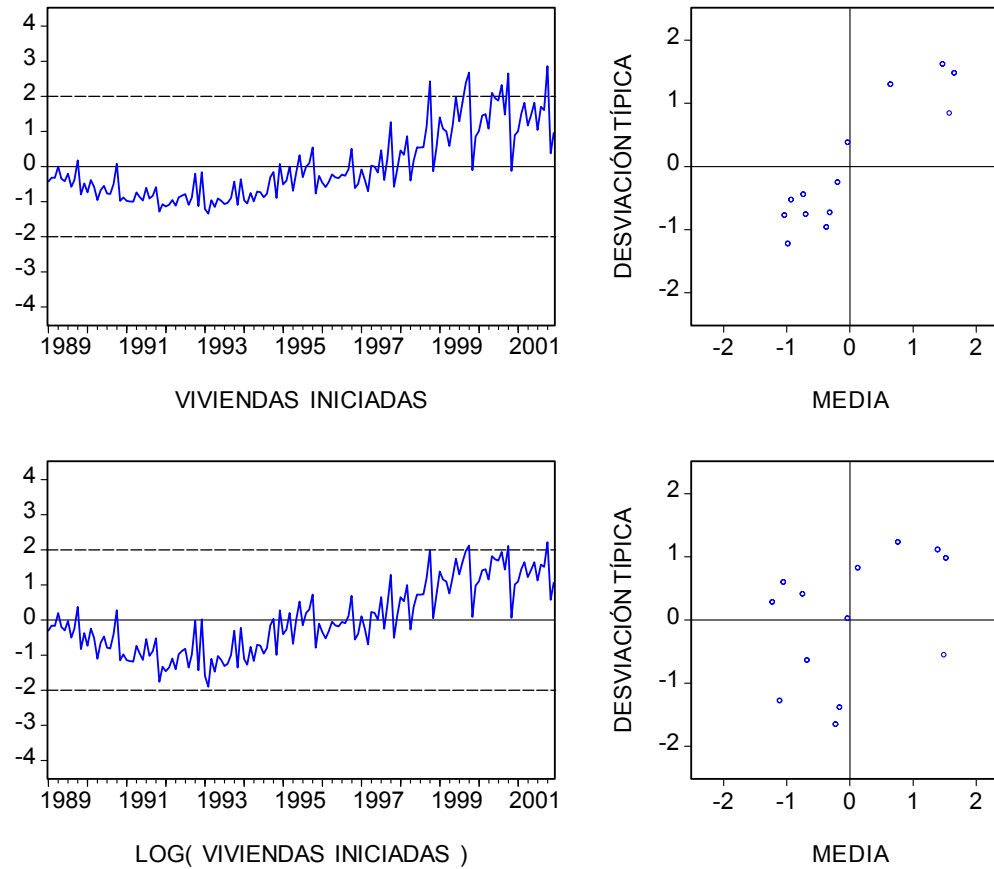 4
3
2
1
0
-1
-2
-3
-4
1989 1991 1993 1995 1997 1999 2001
VIVIENDAS INICIADAS
DESVIACIÓN TÍPICA
2
1
0
-1
-2
-2 -1 0 1 2
MEDIA
4
3
2
1
0
-1
-2
-3
-4
1989 1991 1993 1995 1997 1999 2001
LOG( VIVIENDAS INICIADAS )
DESVIACIÓN TÍPICA
2
1
0
-1
-2
-2 -1 0 1 2
MEDIA